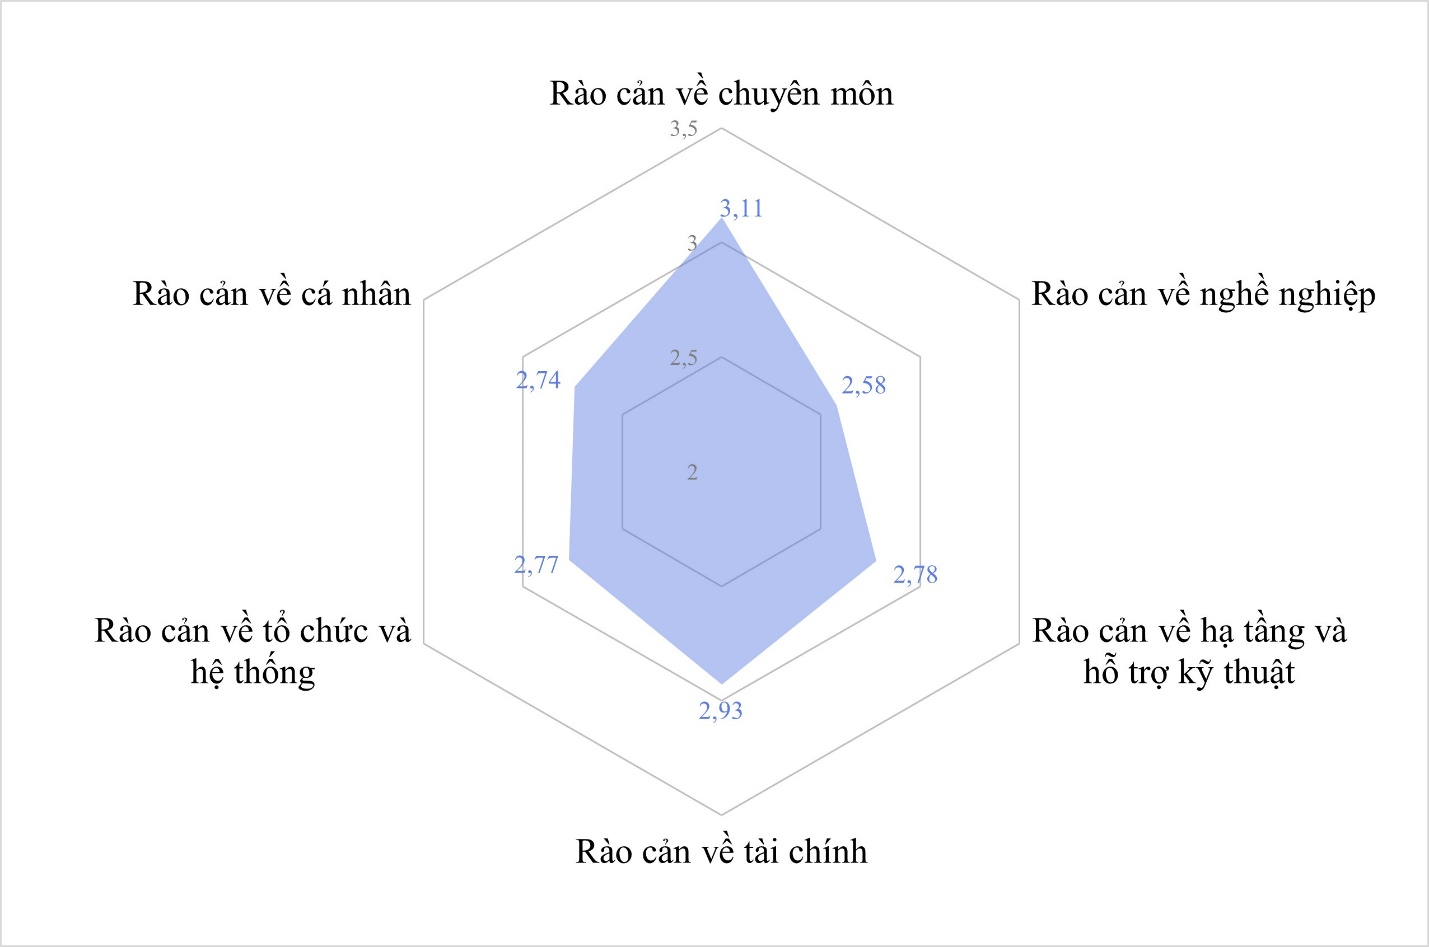 Rào cản về chuyên môn
3,5
3,11
3
Rào cản về cá nhân
Rào cản về nghề nghiệp
2,5
2,74
2,58
2
2,77
2,78
Rào cản về tổ chức và
hệ thống
Rào cản về hạ tầng và
hỗ trợ kỹ thuật
2,93
Rào cản về tài chính